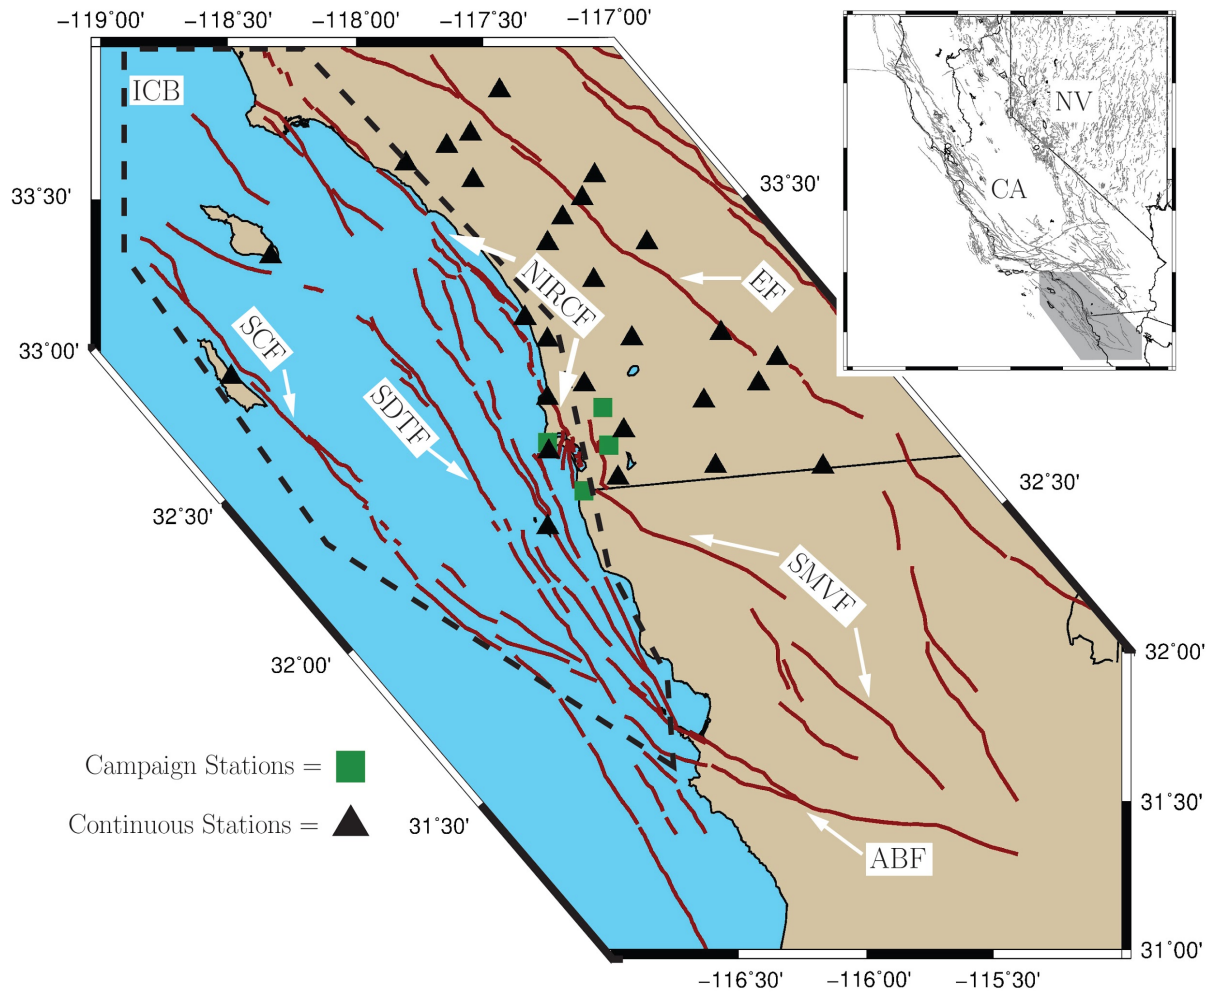 −119˚00' −118˚30' −118˚00' −117˚30' −117˚00'
ICB
NV
CA
33˚30'
33˚30'
NIRCF
EF
SCF
33˚00'
SDTF
32˚30'
32˚30'
SMVF
32˚00'
32˚00'
Campaign Stations =
Continuous Stations =
31˚30'
31˚30'
ABF
31˚00'
−116˚30' −116˚00' −115˚30'